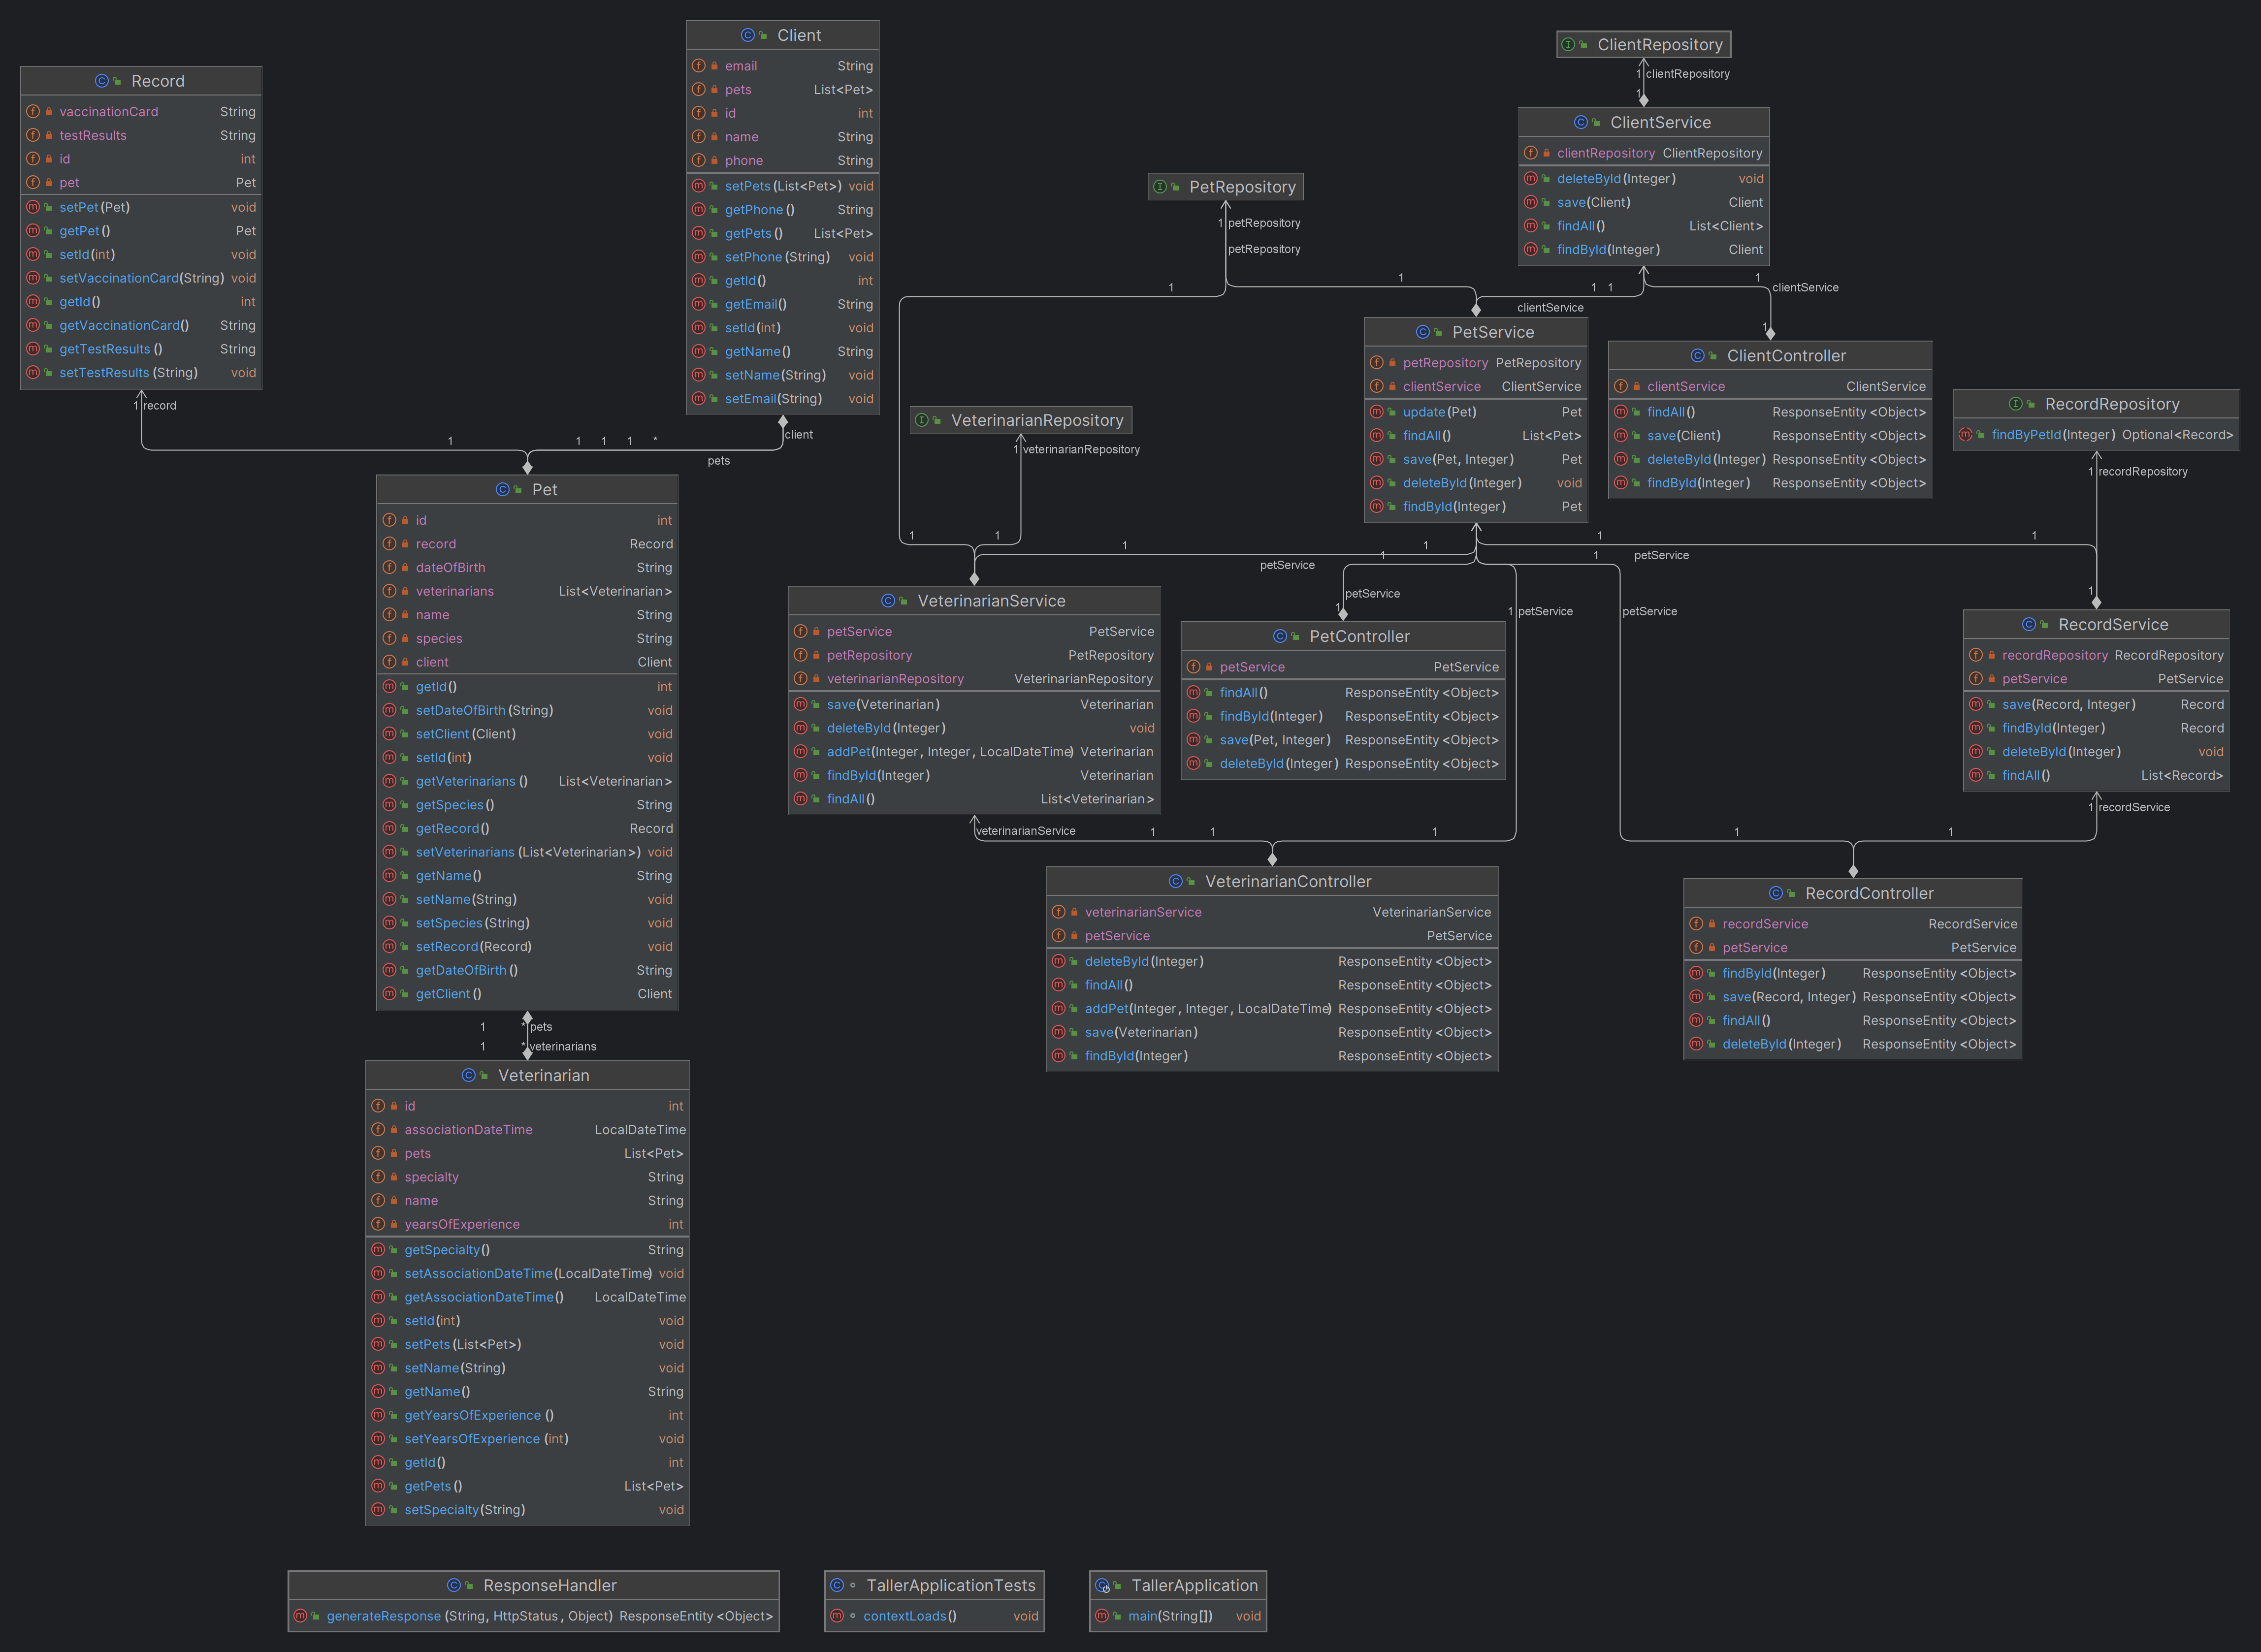 Record
vaccinationCard String
testResults String
id int
pet Pet
setPet(Pet) void
getPet() Pet
setId(int) void
setVaccinationCard(String) void
getId() int
getVaccinationCard() String
getTestResults() String
setTestResults(String) void
1 record
Client
email String
pets List<Pet>
id int
name String
phone String
setPets(List<Pet>) void
getPhone() String
getPets() List<Pet>
setPhone(String) void
getId() int
getEmail() String
setId(int) void
getName() String
setName(String) void
setEmail(String) void
client
1 1 1 1 *
pets
Pet
id int
record Record
dateOfBirth String
veterinarians List<Veterinarian>
name String
species String
client Client
getId() int
setDateOfBirth(String) void
setClient(Client) void
setId(int) void
getVeterinarians() List<Veterinarian>
getSpecies() String
getRecord() Record
setVeterinarians(List<Veterinarian>) void
getName() String
setName(String) void
setSpecies(String) void
setRecord(Record) void
getDateOfBirth() String
getClient() Client
1 * pets
1 * veterinarians
Veterinarian
id int
associationDateTime LocalDateTime
pets List<Pet>
specialty String
name String
yearsOfExperience int
getSpecialty() String
setAssociationDateTime(LocalDateTime) void
getAssociationDateTime() LocalDateTime
setId(int) void
setPets(List<Pet>) void
setName(String) void
getName() String
getYearsOfExperience() int
setYearsOfExperience(int) void
getId() int
getPets() List<Pet>
setSpecialty(String) void
ClientRepository
1 clientRepository
1
ClientService
clientRepository ClientRepository
deleteById(Integer) void
save(Client) Client
findAll() List<Client>
findById(Integer) Client
PetRepository
1 petRepository
petRepository
1 1 1 1 1
clientService
clientService
1
PetService
petRepository PetRepository
clientService ClientService
update(Pet) Pet
findAll() List<Pet>
save(Pet, Integer) Pet
deleteById(Integer) void
findById(Integer) Pet
ClientController
clientService ClientService
findAll() ResponseEntity<Object>
save(Client) ResponseEntity<Object>
deleteById(Integer) ResponseEntity<Object>
findById(Integer) ResponseEntity<Object>
VeterinarianRepository
1 veterinarianRepository
RecordRepository
findByPetId(Integer) Optional<Record>
1 recordRepository
1 1 1 1 1 1
1 1
petService
petService
petService
1
1 petService
petService
1
VeterinarianService
petService PetService
petRepository PetRepository
veterinarianRepository VeterinarianRepository
save(Veterinarian) Veterinarian
deleteById(Integer) void
addPet(Integer, Integer, LocalDateTime) Veterinarian
findById(Integer) Veterinarian
findAll() List<Veterinarian>
PetController
petService PetService
findAll() ResponseEntity<Object>
findById(Integer) ResponseEntity<Object>
save(Pet, Integer) ResponseEntity<Object>
deleteById(Integer) ResponseEntity<Object>
RecordService
recordRepository RecordRepository
petService PetService
save(Record, Integer) Record
findById(Integer) Record
deleteById(Integer) void
findAll() List<Record>
1 recordService
veterinarianService 1 1 1
1 1
VeterinarianController
veterinarianService VeterinarianService
petService PetService
deleteById(Integer) ResponseEntity<Object>
findAll() ResponseEntity<Object>
addPet(Integer, Integer, LocalDateTime) ResponseEntity<Object>
save(Veterinarian) ResponseEntity<Object>
findById(Integer) ResponseEntity<Object>
RecordController
recordService RecordService
petService PetService
findById(Integer) ResponseEntity<Object>
save(Record, Integer) ResponseEntity<Object>
findAll() ResponseEntity<Object>
deleteById(Integer) ResponseEntity<Object>
ResponseHandler
generateResponse(String, HttpStatus, Object) ResponseEntity<Object>
TallerApplicationTests
contextLoads() void
TallerApplication
main(String[]) void